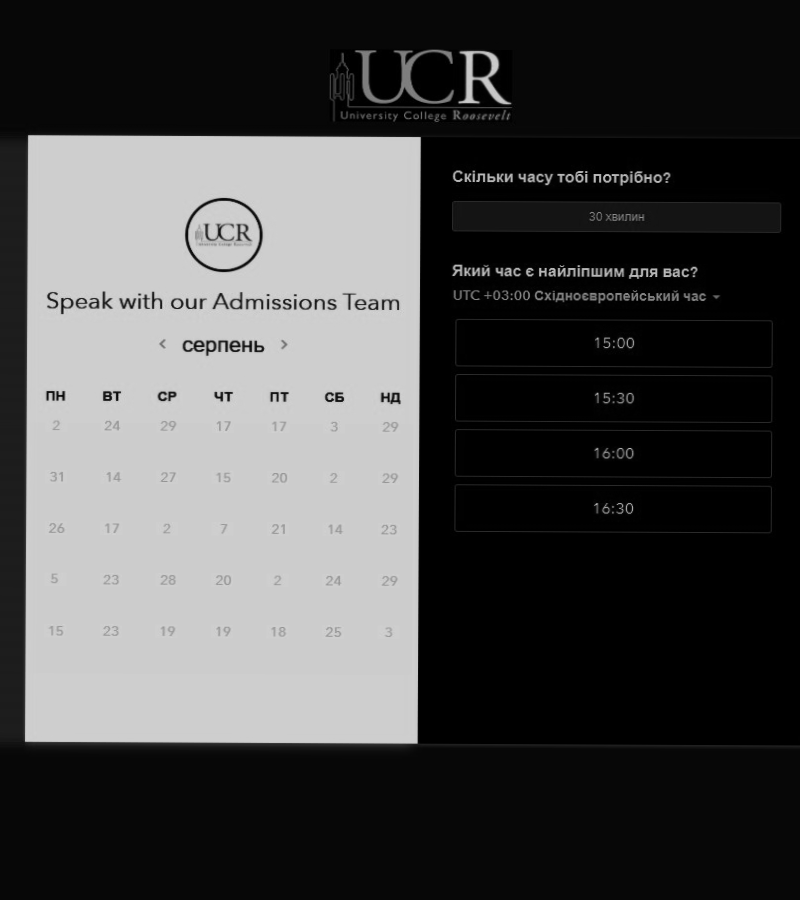 UCR
University College Roosevelt
UCR
University College Roosevelt
Speak with our Admissions Team
< серпень >
ПН ВТ СР ЧТ ПТ СБ НД
2 24 29 17 17 3 29
31 14 27 15 20 2 29
26 17 2 7 21 14 23
5 23 28 20 2 24 29
15 23 19 19 18 25 3
Скільки часу тобі потрібно?
30 хвилин
Який час є найліпшим для вас?
UTC +03:00 Східноєвропейський час
15:00
15:30
16:00
16:30